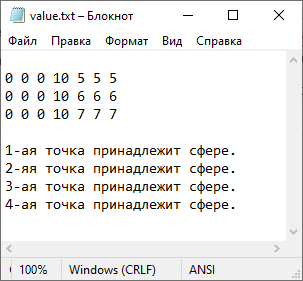 value.txt – Блокнот
Файл Правка Формат Вид Справка
0 0 0 10 5 5 5
0 0 0 10 6 6 6
0 0 0 10 7 7 7
1-ая точка принадлежит сфере.
2-яя точка принадлежит сфере.
3-ая точка принадлежит сфере.
4-ая точка принадлежит сфере.
100% Windows (CRLF) ANSI